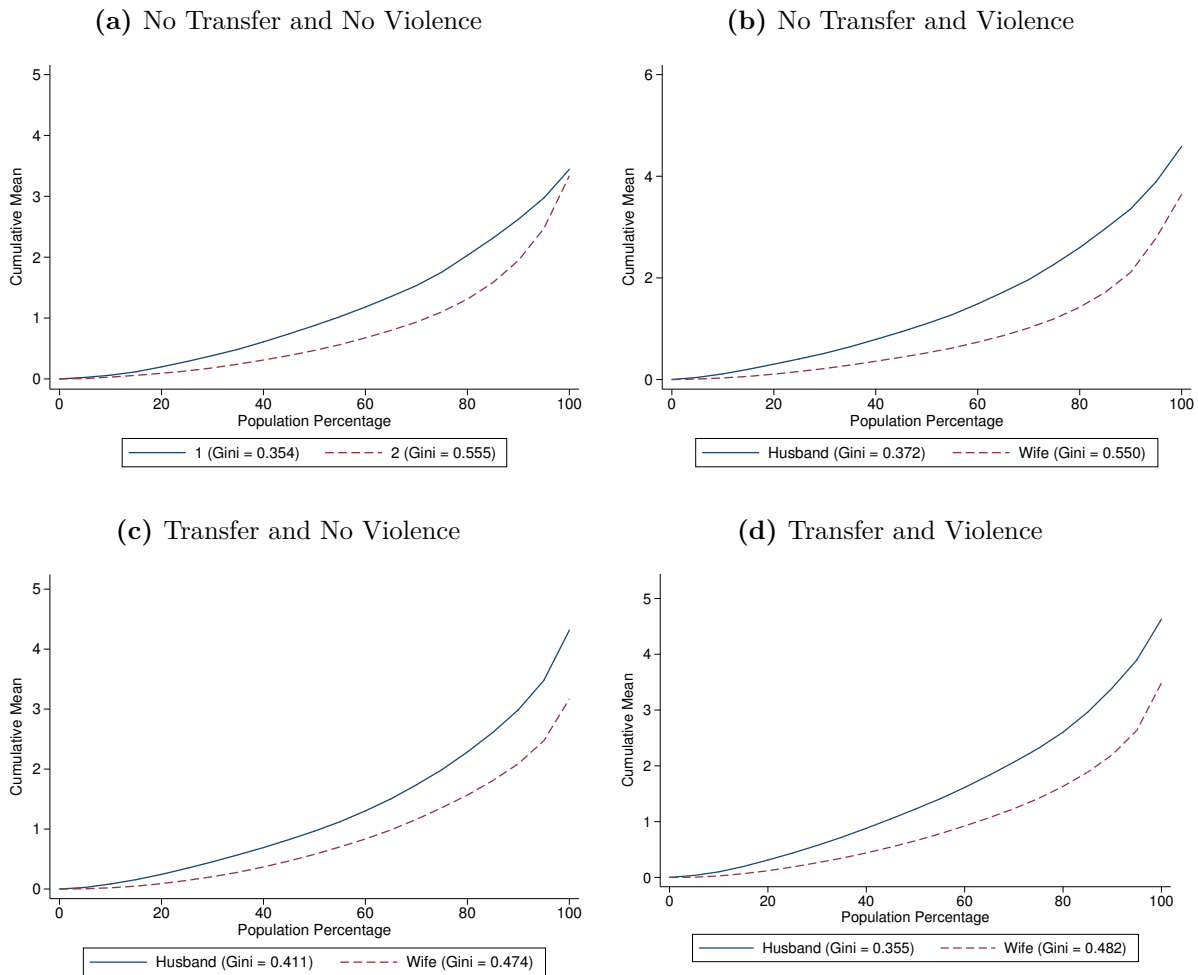 (a) No Transfer and No Violence
5
4
3
2
1
0
Cumulative Mean
0 20 40 60 80 100
Population Percentage
1 (Gini = 0.354) 2 (Gini = 0.555)
(b) No Transfer and Violence
6
4
2
0
Cumulative Mean
0 20 40 60 80 100
Population Percentage
Husband (Gini = 0.372) Wife (Gini = 0.550)
(c) Transfer and No Violence
5
4
3
2
1
0
Cumulative Mean
0 20 40 60 80 100
Population Percentage
Husband (Gini = 0.411) Wife (Gini = 0.474)
(d) Transfer and Violence
5
4
3
2
1
0
Cumulative Mean
0 20 40 60 80 100
Population Percentage
Husband (Gini = 0.355) Wife (Gini = 0.482)